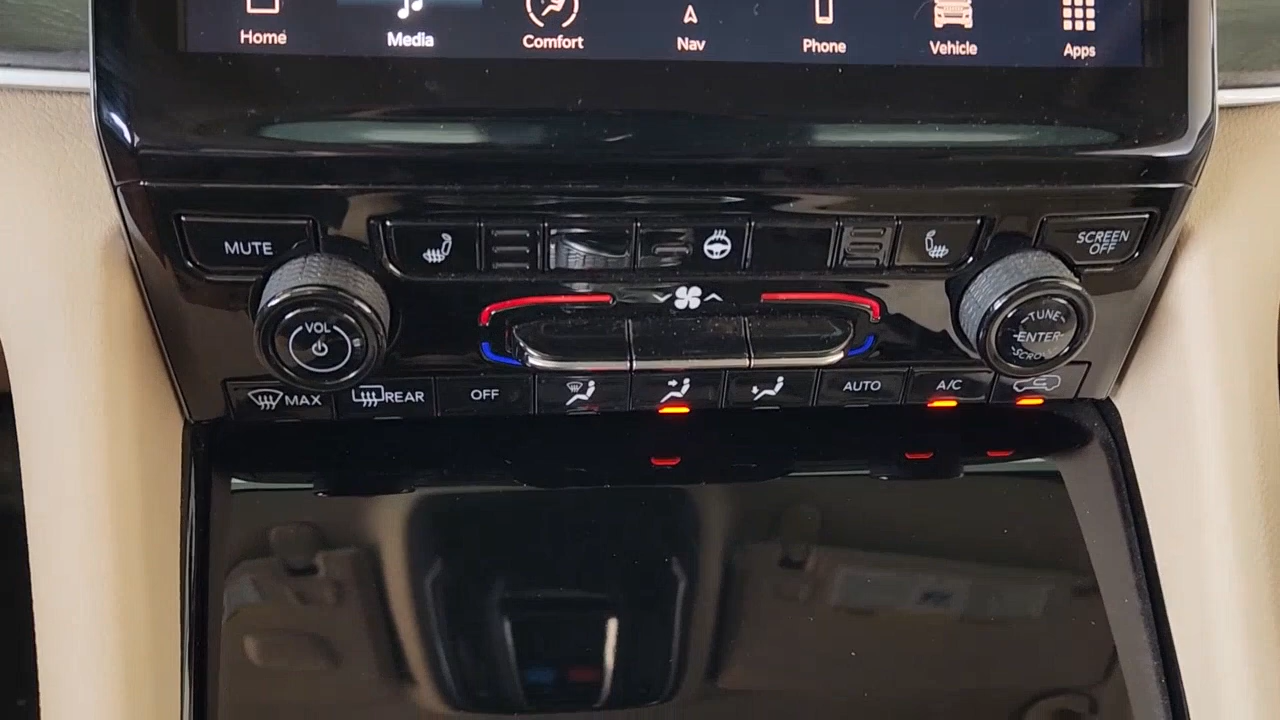 Home
Media
Comfort
Nav
Phone
Vehicle
Apps
MUTE
SCREEN
OFF
VOL
TUNE
ENTER
SCROLL
MAX
REAR
OFF
AUTO
A/C